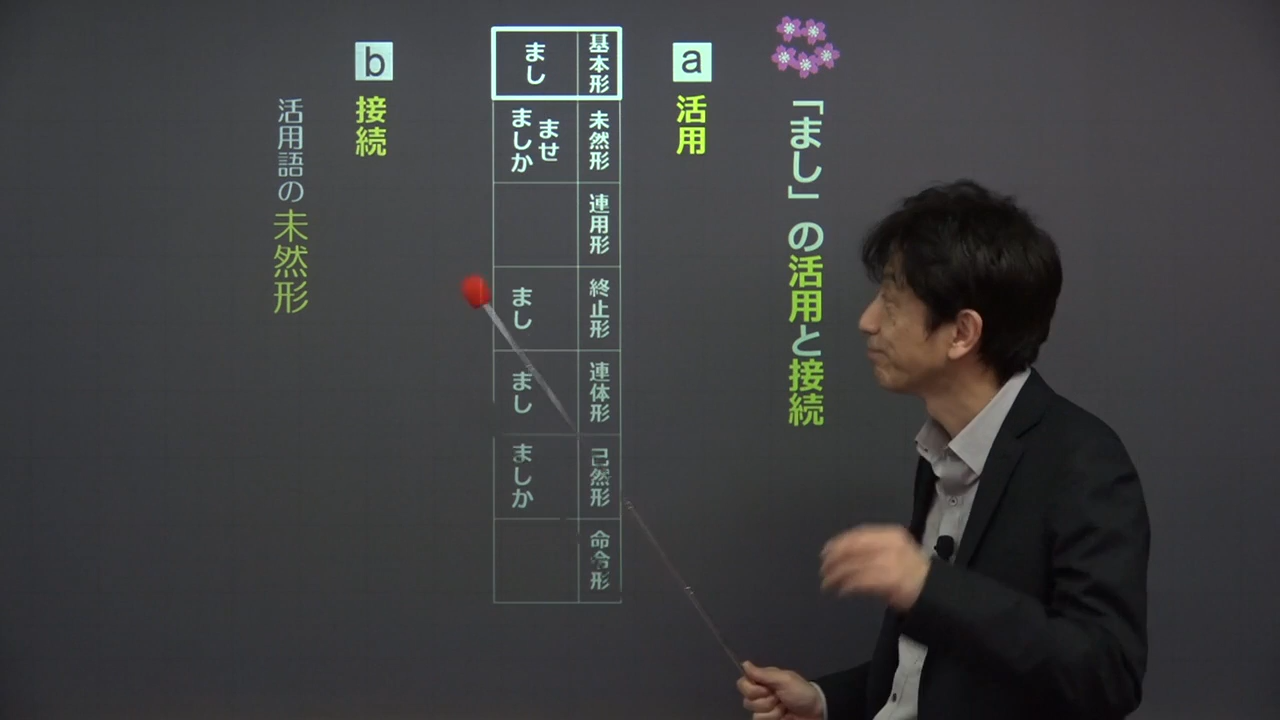 「まし」の活用と接続
a 活用
基本形
未然形
連用形
終止形
連体形
已然形
命令形
まし
ませ
ましか
まし
まし
ましか
b 接続
活用語の未然形